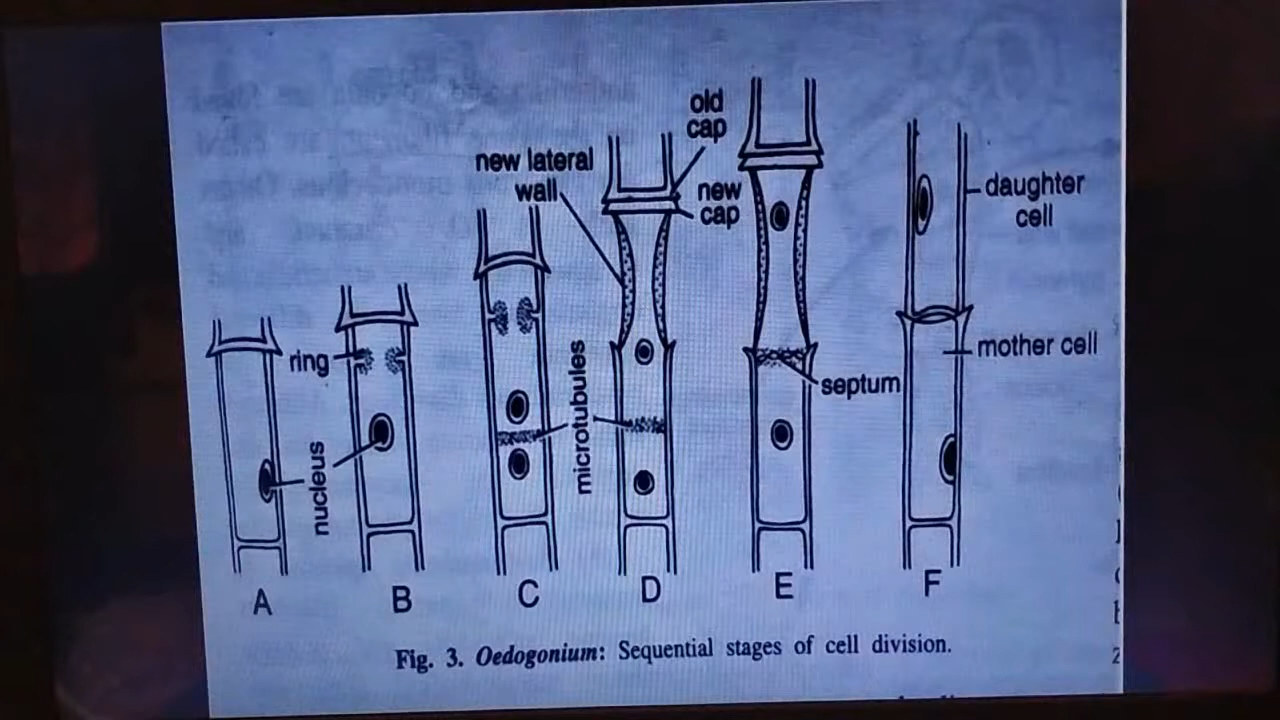 old
cap
new lateral
wall
new
cap
daughter
cell
ring
mother cell
septum
microtubules
nucleus
A
B
C
D
E
F
Fig. 3. Oedogonium: Sequential stages of cell division.